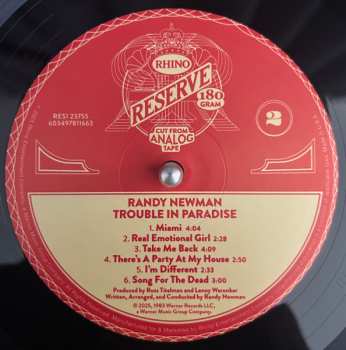 RHINO
RESERVE
180
GRAM
CUT FROM
ANALOG
TAPE
RES1 23755
603497811663
2
RANDY NEWMAN
TROUBLE IN PARADISE
1. Miami 4:04
2. Real Emotional Girl 2:28
3. Take Me Back 4:09
4. There's A Party At My House 2:50
5. I'm Different 2:33
6. Song For The Dead 3:00
Produced by Russ Titelman and Lenny Waronker
Written, Arranged, and Conducted by Randy Newman
© 2025, 1983 Warner Records LLC,
a Warner Music Group Company.